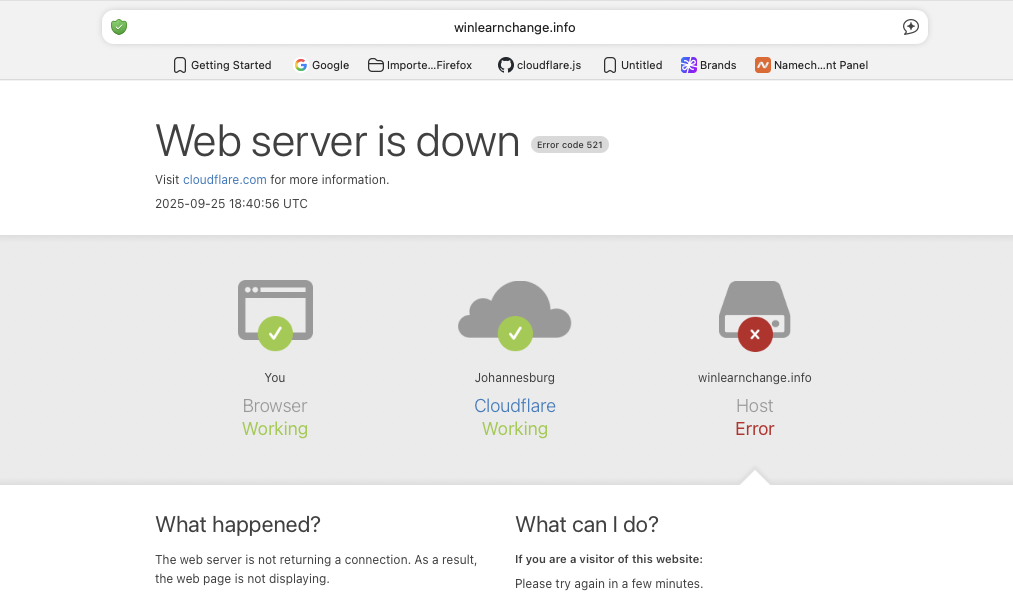 winlearnchange.info
Getting Started Google Importe...Firefox cloudflare.js Untitled Brands Namech...nt Panel
Web server is down Error code 521
Visit cloudflare.com for more information.
2025-09-25 18:40:56 UTC
You
Browser
Working
Johannesburg
Cloudflare
Working
winlearnchange.info
Host
Error
What happened?
The web server is not returning a connection. As a result,
the web page is not displaying.
What can I do?
If you are a visitor of this website:
Please try again in a few minutes.